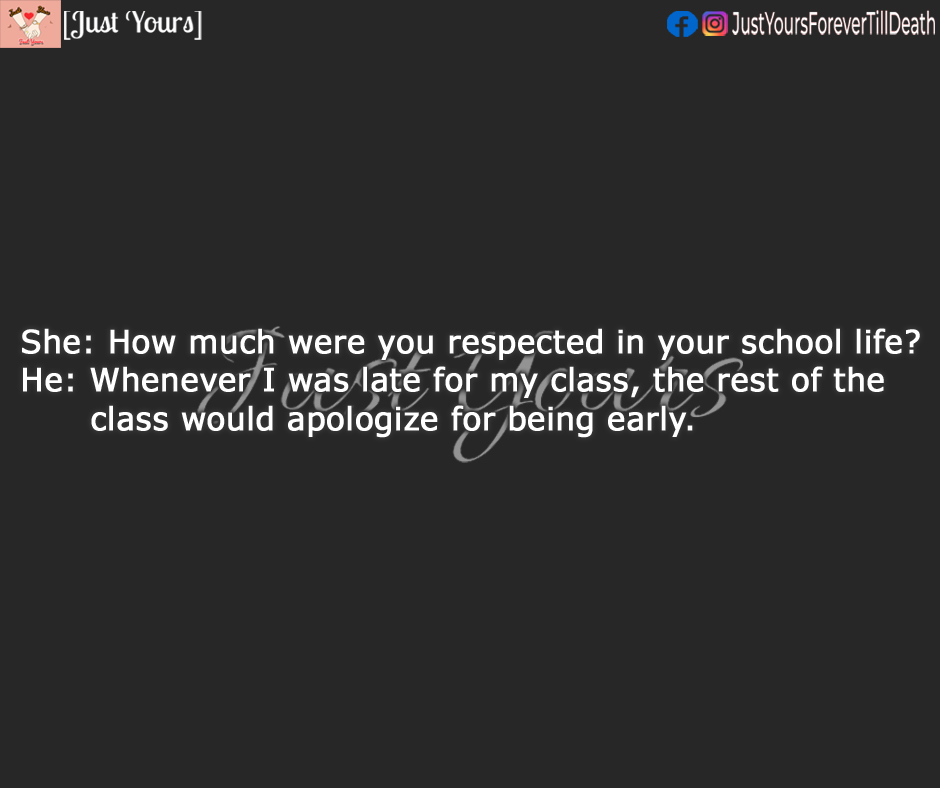 [Just Yours]
JustYoursForeverTillDeath
Just Yours
She: How much were you respected in your school life?
He: Whenever I was late for my class, the rest of the
class would apologize for being early.
Just Yours